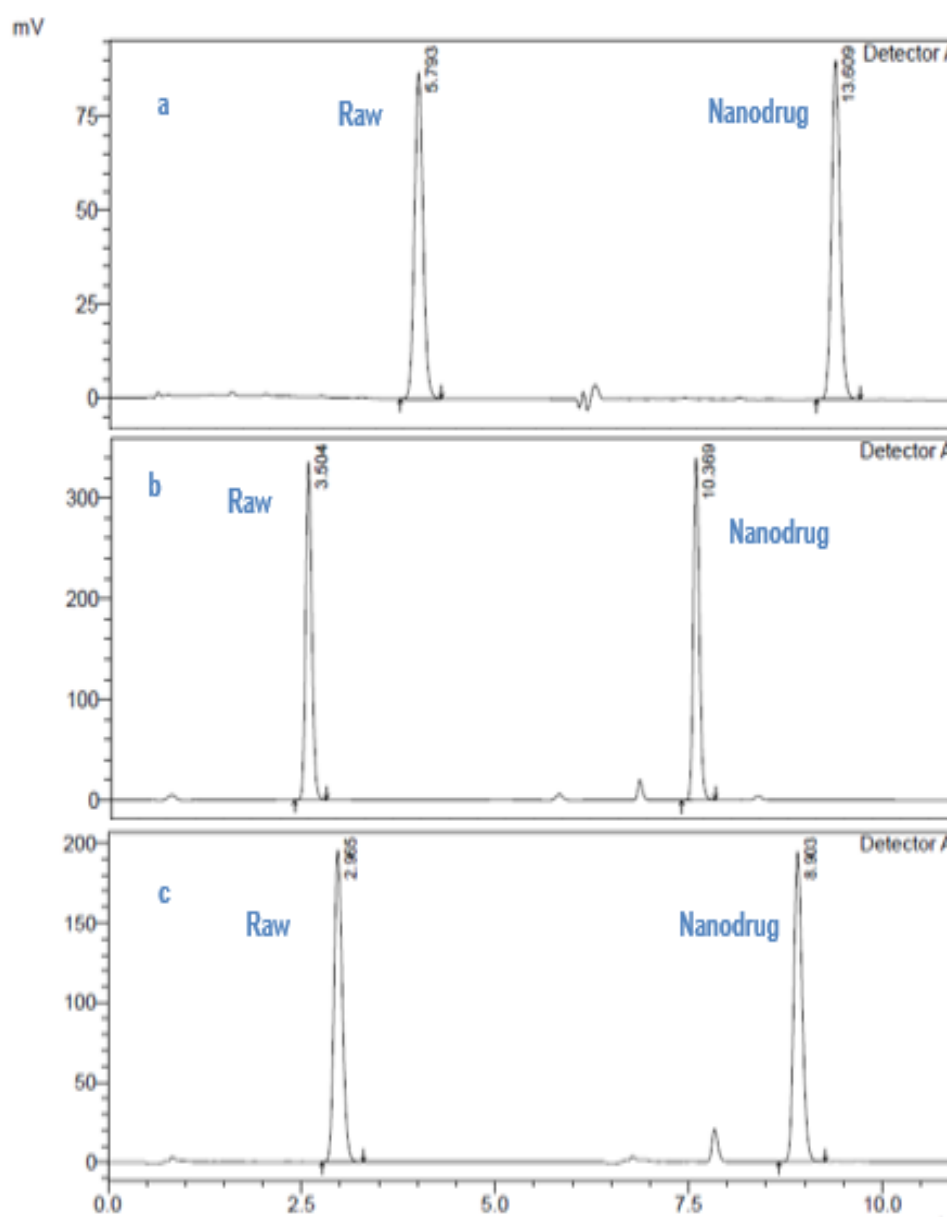 mV
Detector A
a
Raw
5.793
Nanodrug
13.609
75
50
25
0
Detector A
b
Raw
3.504
Nanodrug
10.369
300
200
100
0
Detector A
c
Raw
2.965
Nanodrug
8.903
200
150
100
50
0
0.0 2.5 5.0 7.5 10.0